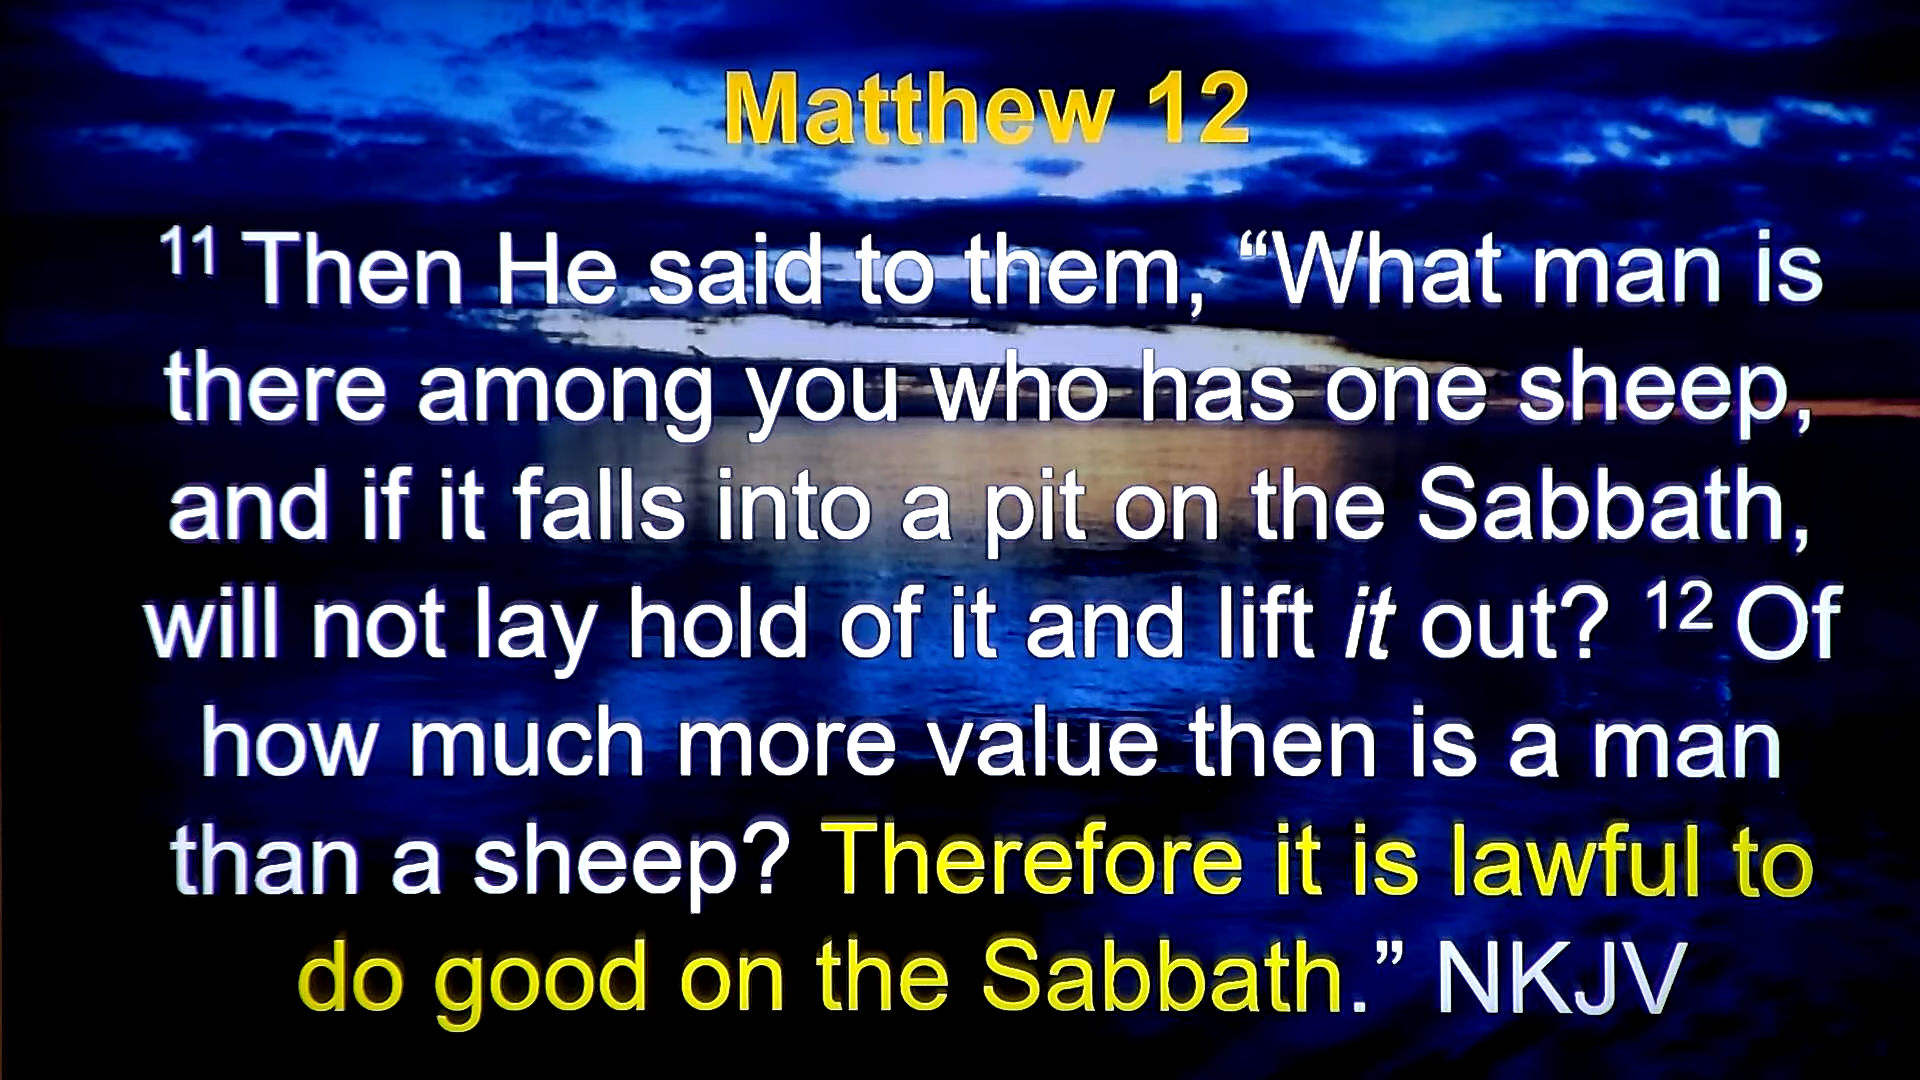 Matthew 12
11 Then He said to them, “What man is
there among you who has one sheep,
and if it falls into a pit on the Sabbath,
will not lay hold of it and lift it out? 12 Of
how much more value then is a man
than a sheep? Therefore it is lawful to
do good on the Sabbath.” NKJV